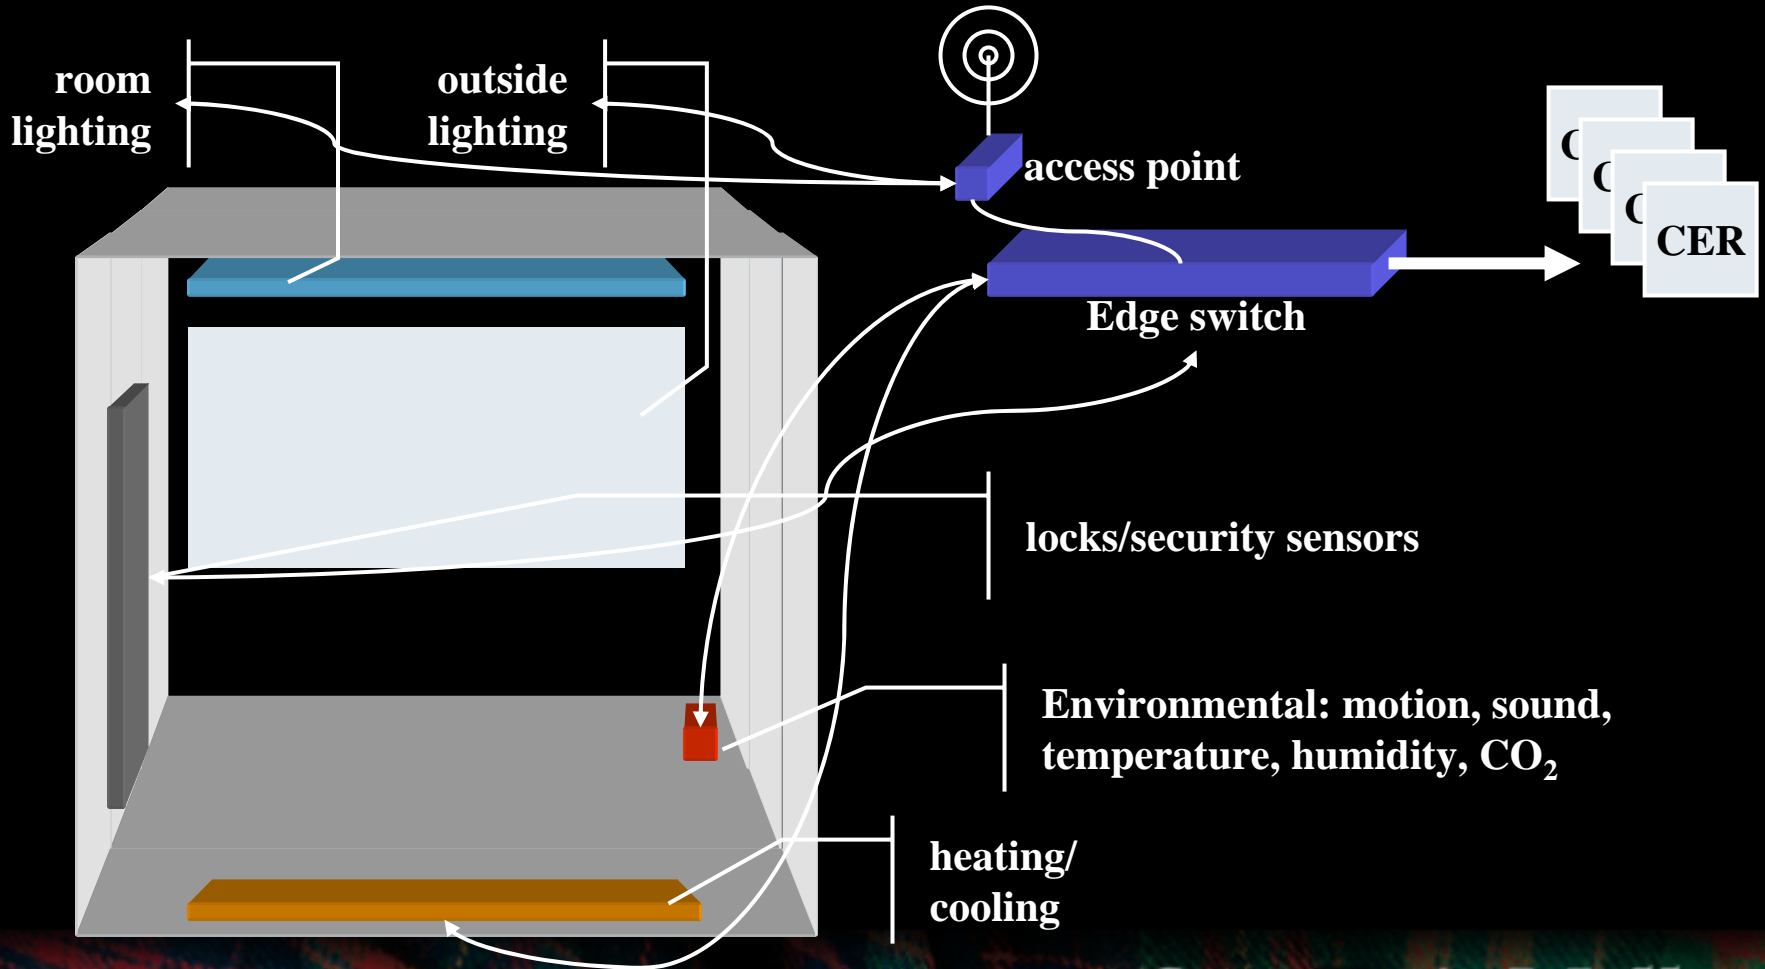 room
lighting
outside
lighting
access point
C
C
C
CER
Edge switch
locks/security sensors
Environmental: motion, sound,
temperature, humidity, CO₂
heating/
cooling